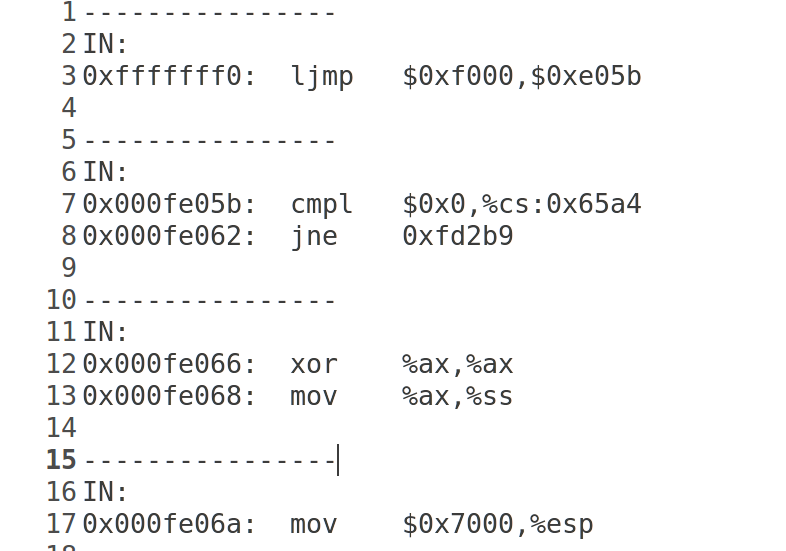 1 ----------------
2 IN:
3 0xfffffff0:  ljmp   $0xf000,$0xe05b
4
5 ----------------
6 IN:
7 0x000fe05b:  cmpl   $0x0,%cs:0x65a4
8 0x000fe062:  jne    0xfd2b9
9
10 ----------------
11 IN:
12 0x000fe066:  xor    %ax,%ax
13 0x000fe068:  mov    %ax,%ss
14
15 ----------------
16 IN:
17 0x000fe06a:  mov    $0x7000,%esp